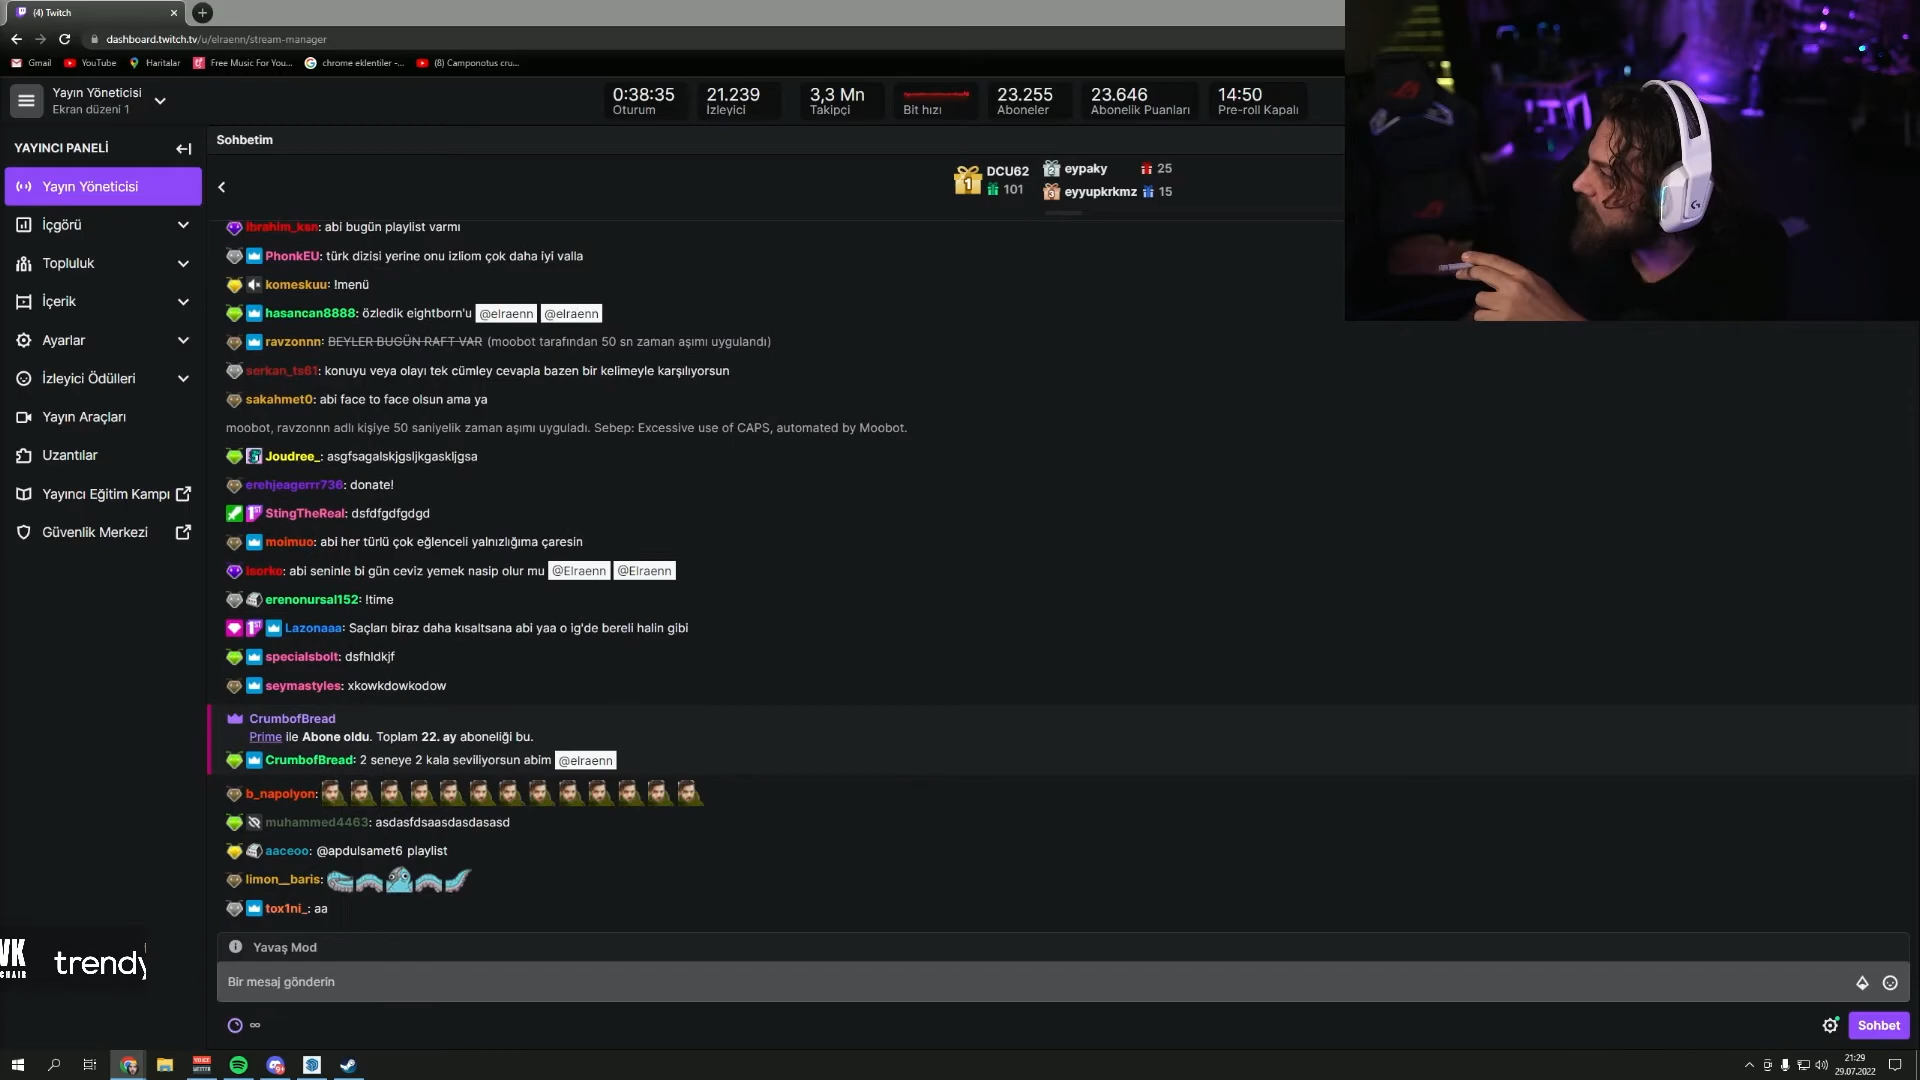 (4) Twitch
dashboard.twitch.tv/u/elraenn/stream-manager
Gmail YouTube Haritalar Free Music For You... chrome eklentiler -... (8) Camponotus cru...
Yayın Yöneticisi
Ekran düzeni 1
0:38:35 21.239 3,3 Mn 23.255 23.646 14:50
Oturum İzleyici Takipçi Bit hızı Aboneler Abonelik Puanları Pre-roll Kapalı
YAYINCI PANELİ
Yayın Yöneticisi
İçgörü
Topluluk
İçerik
Ayarlar
İzleyici Ödülleri
Yayın Araçları
Uzantılar
Yayıncı Eğitim Kampı
Güvenlik Merkezi
Sohbetim
1 DCU62 101
2 eypaky 25
3 eyyupkrkmz 15
ibrahim_ksn: abi bugün playlist varmı
PhonkEU: türk dizisi yerine onu izliom çok daha iyi valla
komeskuu: !menü
hasancan8888: özledik eightborn'u @elraenn @elraenn
ravzonnn: BEYLER BUGÜN RAFT VAR (moobot tarafından 50 sn zaman aşımı uygulandı)
serkan_ts61: konuyu veya olayı tek cümley cevapla bazen bir kelimeyle karşılıyorsun
sakahmet0: abi face to face olsun ama ya
moobot, ravzonnn adlı kişiye 50 saniyelik zaman aşımı uyguladı. Sebep: Excessive use of CAPS, automated by Moobot.
Joudree_: asgfsagalskjgsljkgaskljgsa
erehjeagerrr736: donate!
StingTheReal: dsfdfgdfgdgd
moimuo: abi her türlü çok eğlenceli yalnızlığıma çaresin
isorko: abi seninle bi gün ceviz yemek nasip olur mu @Elraenn @Elraenn
erenonursal152: !time
Lazonaaa: Saçları biraz daha kısaltsana abi yaa o ig'de bereli halin gibi
specialsbolt: dsfhldkjf
seymastyles: xkowkdowkodow
CrumbofBread
Prime ile Abone oldu. Toplam 22. ay aboneliği bu.
CrumbofBread: 2 seneye 2 kala seviliyorsun abim @elraenn
b_napolyon:
muhammed4463: asdasfdsaasdasdasasd
aaceoo: @apdulsamet6 playlist
limon__baris:
tox1ni_: aa
Yavaş Mod
Bir mesaj gönderin
∞
Sohbet
VK
CHAIR
trendy
21:29
29.07.2022